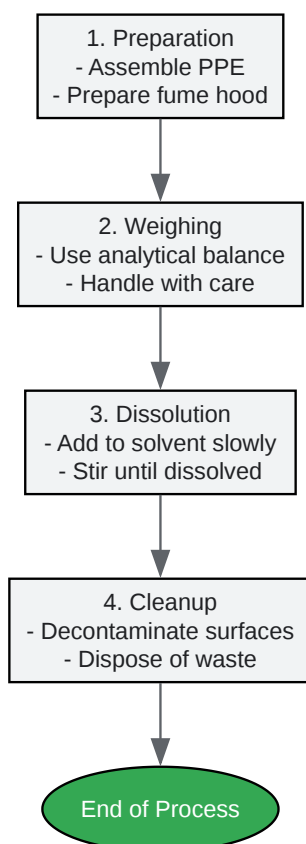 1. Preparation
- Assemble PPE
- Prepare fume hood
2. Weighing
- Use analytical balance
- Handle with care
3. Dissolution
- Add to solvent slowly
- Stir until dissolved
4. Cleanup
- Decontaminate surfaces
- Dispose of waste
End of Process